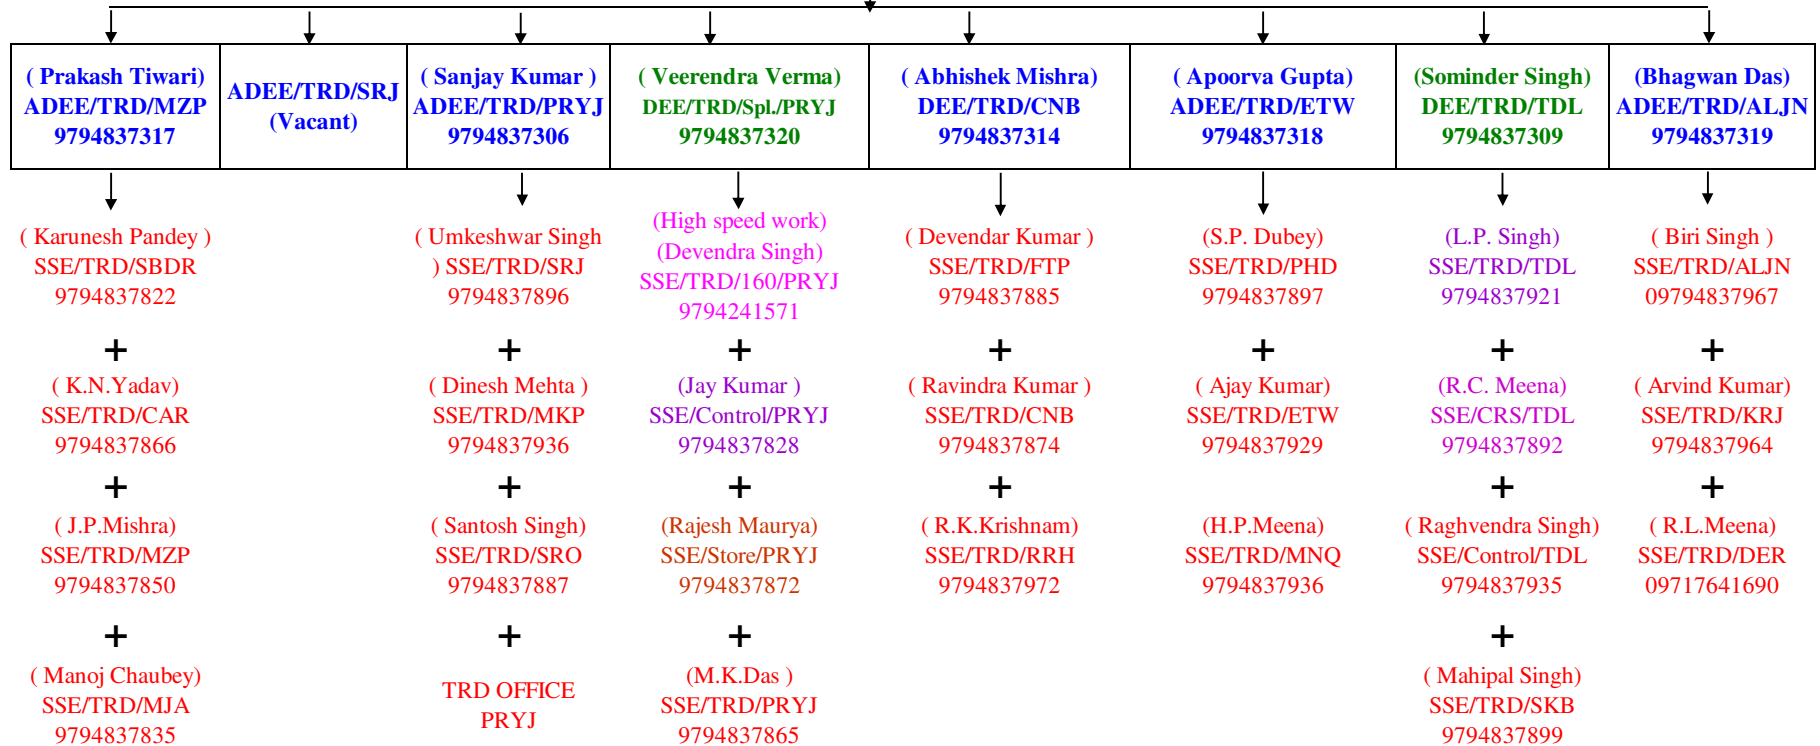 ( Prakash Tiwari)
ADEE/TRD/MZP
9794837317
ADEE/TRD/SRJ
(Vacant)
( Sanjay Kumar )
ADEE/TRD/PRYJ
9794837306
( Veerendra Verma)
DEE/TRD/Spl./PRYJ
9794837320
( Abhishek Mishra)
DEE/TRD/CNB
9794837314
( Apoorva Gupta)
ADEE/TRD/ETW
9794837318
(Sominder Singh)
DEE/TRD/TDL
9794837309
(Bhagwan Das)
ADEE/TRD/ALJN
9794837319
( Karunesh Pandey )
SSE/TRD/SBDR
9794837822
+
( K.N.Yadav)
SSE/TRD/CAR
9794837866
+
( J.P.Mishra)
SSE/TRD/MZP
9794837850
+
( Manoj Chaubey)
SSE/TRD/MJA
9794837835
( Umkeshwar Singh
) SSE/TRD/SRJ
9794837896
+
( Dinesh Mehta )
SSE/TRD/MKP
9794837936
+
( Santosh Singh)
SSE/TRD/SRO
9794837887
+
TRD OFFICE
PRYJ
(High speed work)
(Devendra Singh)
SSE/TRD/160/PRYJ
9794241571
+
(Jay Kumar )
SSE/Control/PRYJ
9794837828
+
(Rajesh Maurya)
SSE/Store/PRYJ
9794837872
+
(M.K.Das )
SSE/TRD/PRYJ
9794837865
( Devendar Kumar )
SSE/TRD/FTP
9794837885
+
( Ravindra Kumar )
SSE/TRD/CNB
9794837874
+
( R.K.Krishnam)
SSE/TRD/RRH
9794837972
(S.P. Dubey)
SSE/TRD/PHD
9794837897
+
( Ajay Kumar)
SSE/TRD/ETW
9794837929
(H.P.Meena)
SSE/TRD/MNQ
9794837936
(L.P. Singh)
SSE/TRD/TDL
9794837921
+
(R.C. Meena)
SSE/CRS/TDL
9794837892
+
( Raghvendra Singh)
SSE/Control/TDL
9794837935
+
( Mahipal Singh)
SSE/TRD/SKB
9794837899
( Biri Singh )
SSE/TRD/ALJN
09794837967
+
( Arvind Kumar)
SSE/TRD/KRJ
9794837964
+
( R.L.Meena)
SSE/TRD/DER
09717641690